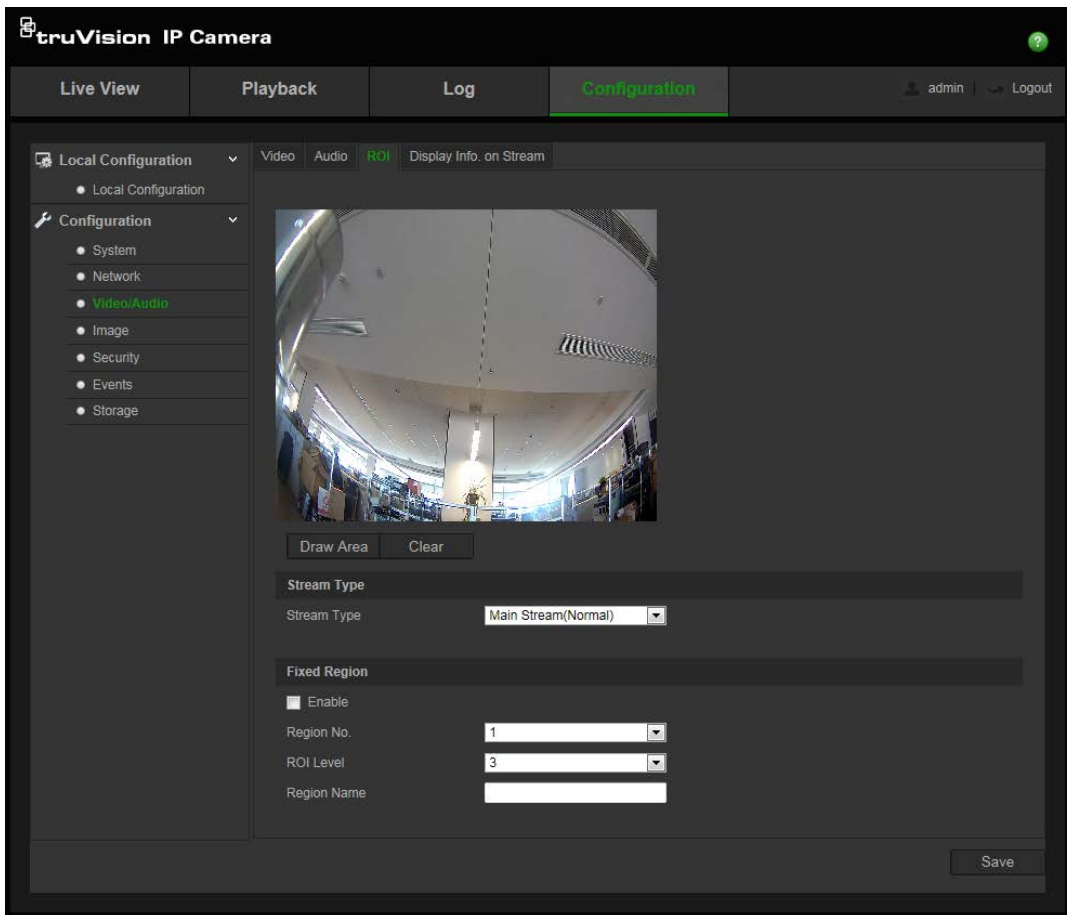 truVision IP Camera
?
Live View Playback Log Configuration admin Logout
Local Configuration
Local Configuration
Configuration
System
Network
Video/Audio
Image
Security
Events
Storage
Video Audio ROI Display Info. on Stream
Draw Area Clear
Stream Type
Stream Type Main Stream(Normal)
Fixed Region
Enable
Region No. 1
ROI Level 3
Region Name
Save